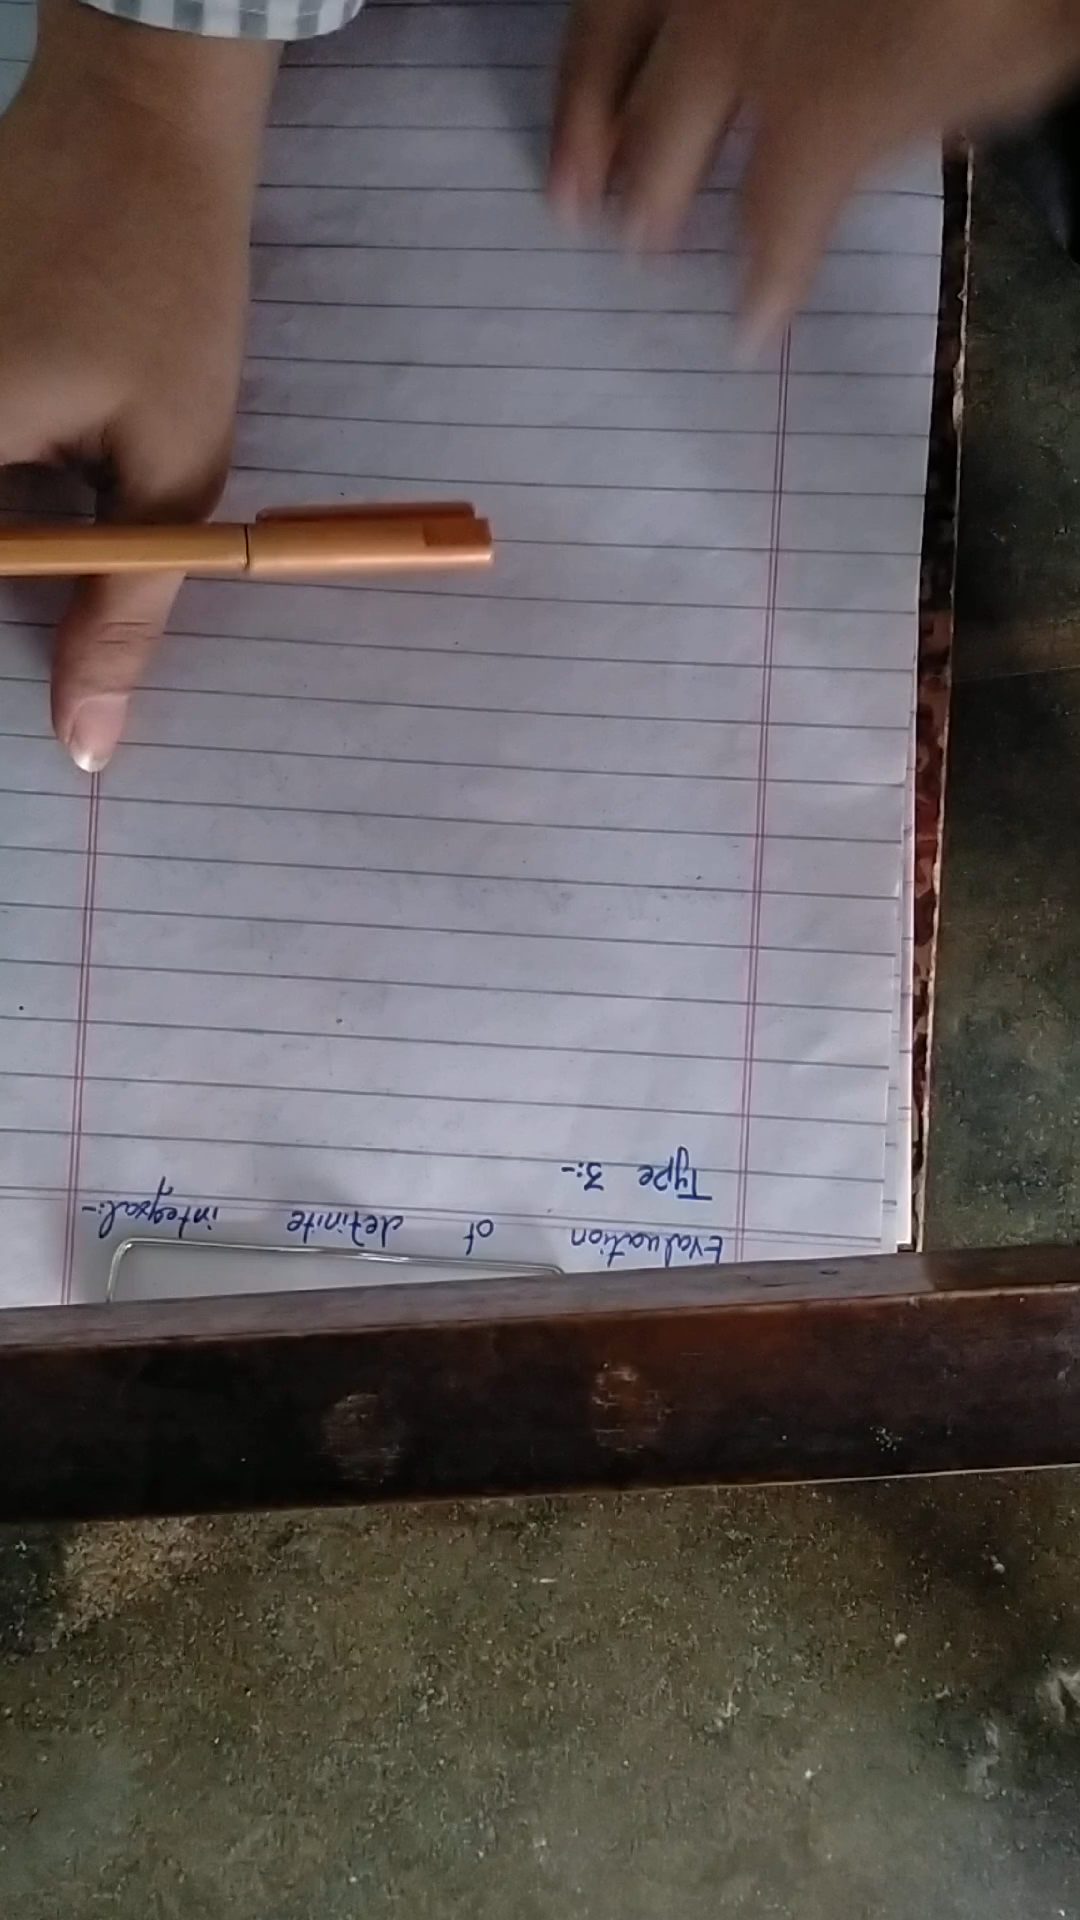 Evaluation of definite integral:-
Type 3:-